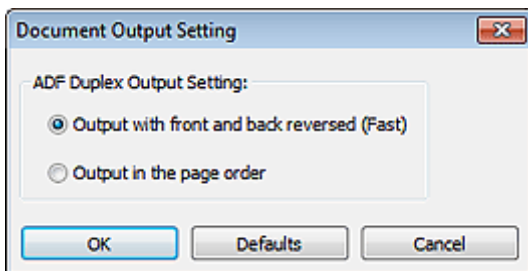 Document Output Setting
ADF Duplex Output Setting:
Output with front and back reversed (Fast)
Output in the page order
OK Defaults Cancel